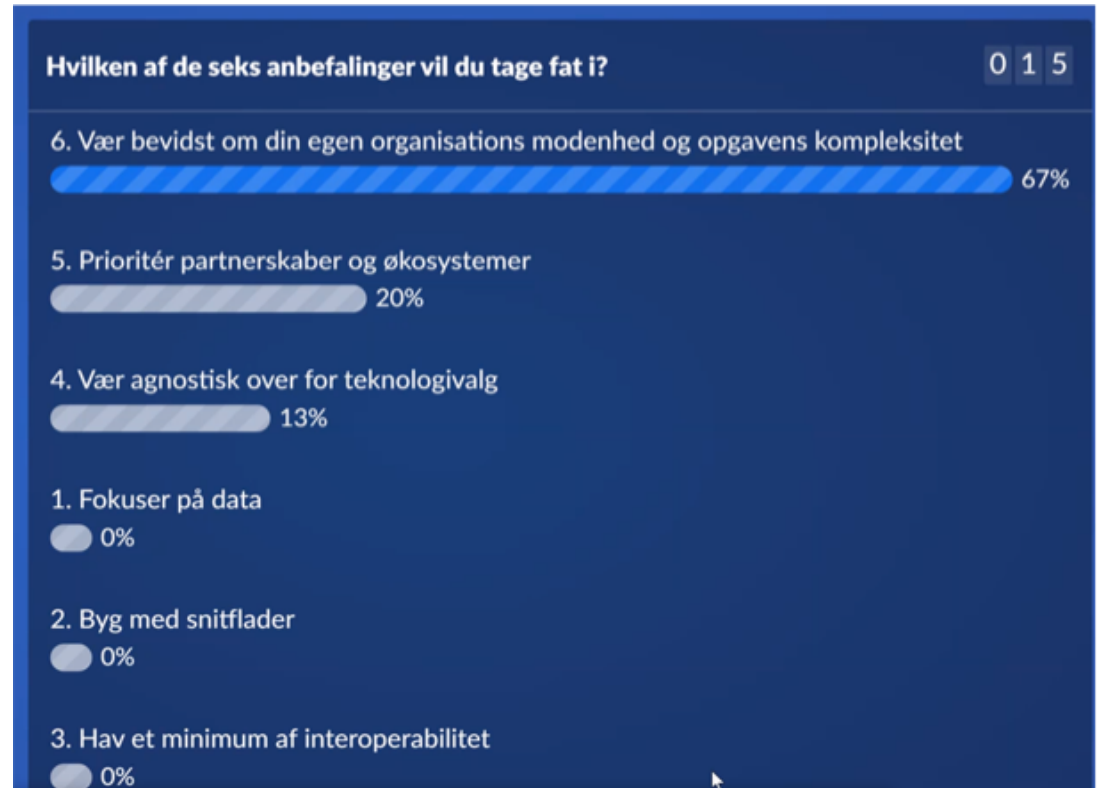 Hvilken af de seks anbefalinger vil du tage fat i?
0 1 5
6. Vær bevidst om din egen organisations modenhed og opgavens kompleksitet
67%
5. Prioritér partnerskaber og økosystemer
20%
4. Vær agnostisk over for teknologivalg
13%
1. Fokuser på data
0%
2. Byg med snitflader
0%
3. Hav et minimum af interoperabilitet
0%